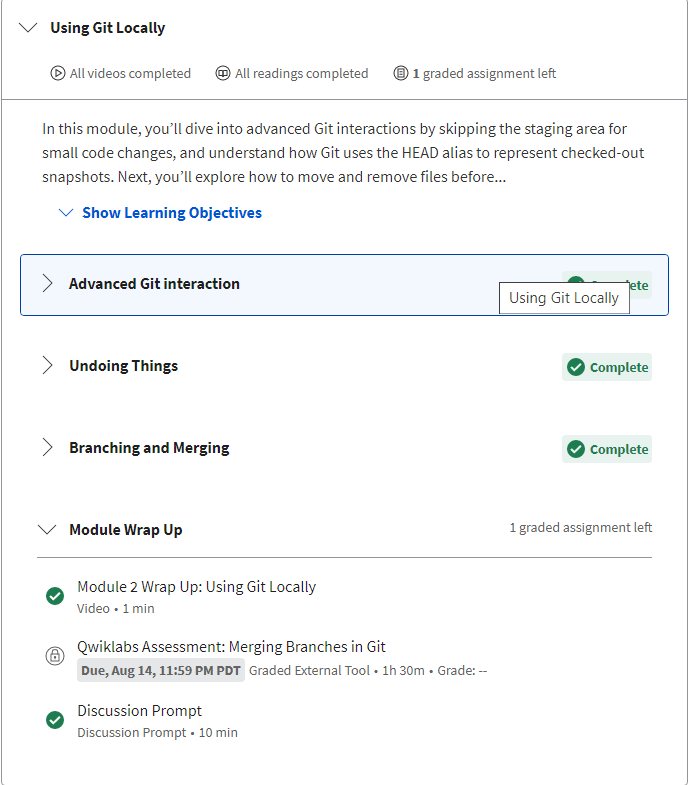 Using Git Locally
All videos completed
All readings completed
1 graded assignment left
In this module, you’ll dive into advanced Git interactions by skipping the staging area for
small code changes, and understand how Git uses the HEAD alias to represent checked-out
snapshots. Next, you’ll explore how to move and remove files before...
Show Learning Objectives
Advanced Git interaction
Using Git Locally
Undoing Things
Complete
Branching and Merging
Complete
Module Wrap Up
1 graded assignment left
Module 2 Wrap Up: Using Git Locally
Video • 1 min
Qwiklabs Assessment: Merging Branches in Git
Due, Aug 14, 11:59 PM PDT Graded External Tool • 1h 30m • Grade: --
Discussion Prompt
Discussion Prompt • 10 min